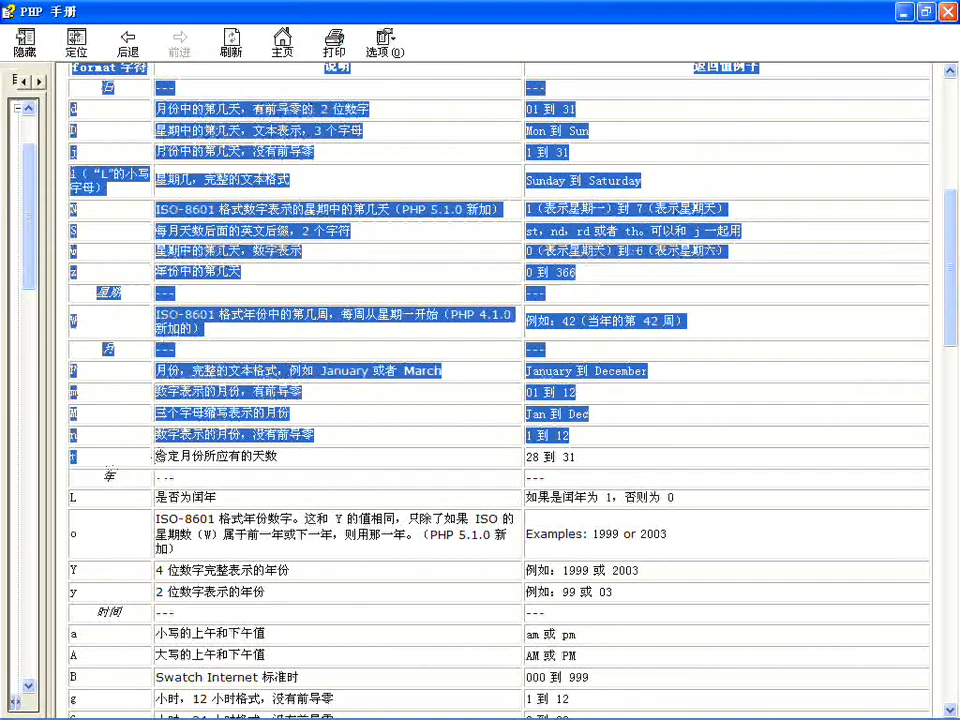 PHP 手册
隐藏 定位 后退 前进 刷新 主页 打印 选项(O)
format 字符 说明 返回值例子
日 --- ---
d 月份中的第几天，有前导零的 2 位数字 01 到 31
D 星期中的第几天，文本表示，3 个字母 Mon 到 Sun
j 月份中的第几天，没有前导零 1 到 31
l（“L”的小写
字母） 星期几，完整的文本格式 Sunday 到 Saturday
N ISO-8601 格式数字表示的星期中的第几天（PHP 5.1.0 新加） 1（表示星期一）到 7（表示星期天）
S 每月天数后面的英文后缀，2 个字符 st，nd，rd 或者 th。可以和 j 一起用
w 星期中的第几天，数字表示 0（表示星期天）到 6（表示星期六）
z 年份中的第几天 0 到 366
星期 --- ---
W ISO-8601 格式年份中的第几周，每周从星期一开始（PHP 4.1.0
新加的） 例如：42（当年的第 42 周）
月 --- ---
F 月份，完整的文本格式，例如 January 或者 March January 到 December
m 数字表示的月份，有前导零 01 到 12
M 三个字母缩写表示的月份 Jan 到 Dec
n 数字表示的月份，没有前导零 1 到 12
t 给定月份所应有的天数 28 到 31
年 --- ---
L 是否为闰年 如果是闰年为 1，否则为 0
o ISO-8601 格式年份数字。这和 Y 的值相同，只除了如果 ISO 的
星期数（W）属于前一年或下一年，则用那一年。（PHP 5.1.0 新
加） Examples: 1999 or 2003
Y 4 位数字完整表示的年份 例如：1999 或 2003
y 2 位数字表示的年份 例如：99 或 03
时间 --- ---
a 小写的上午和下午值 am 或 pm
A 大写的上午和下午值 AM 或 PM
B Swatch Internet 标准时 000 到 999
g 小时，12 小时格式，没有前导零 1 到 12